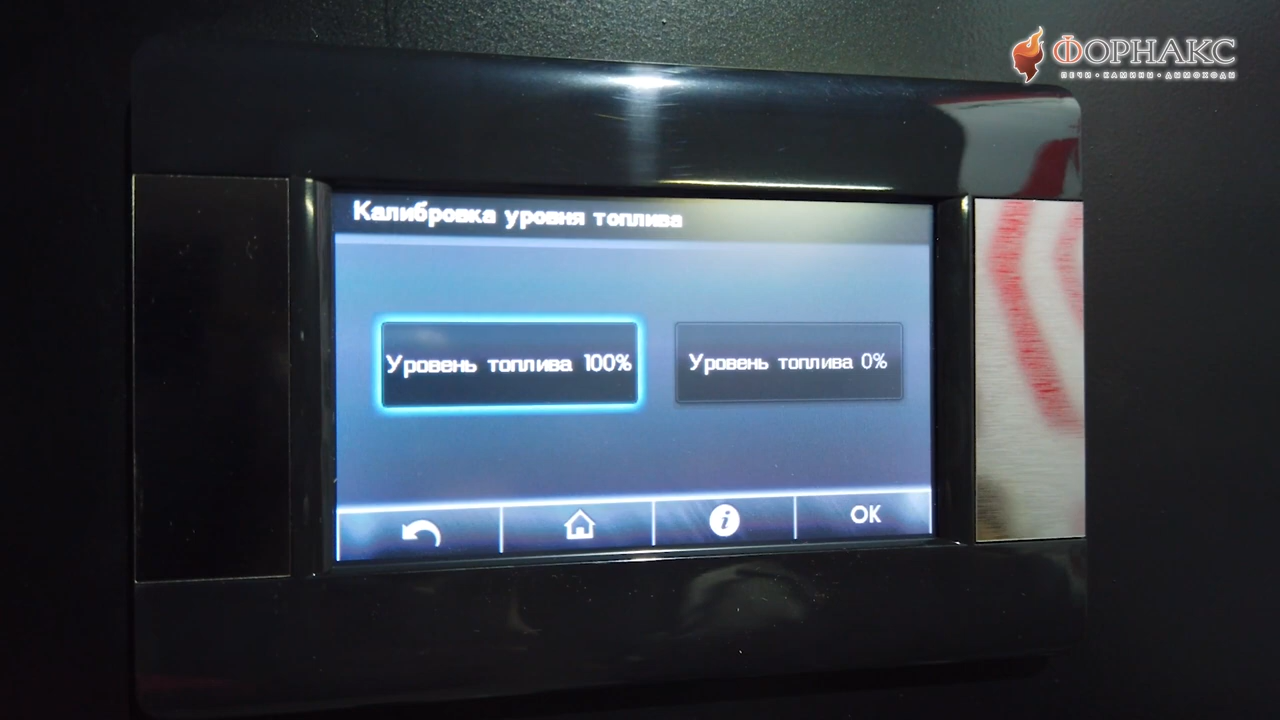 ФОРНАКС
ПЕЧИ • КАМИНЫ • ДЫМОХОДЫ
Калибровка уровня топлива
Уровень топлива 100%
Уровень топлива 0%
i
OK